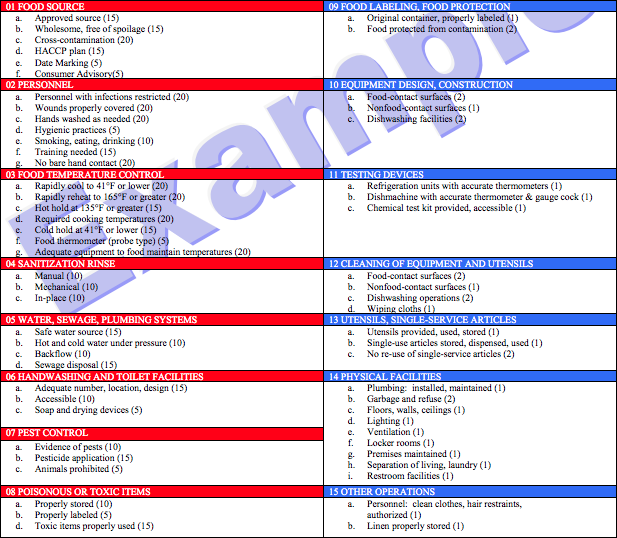 01 FOOD SOURCE
a. Approved source (15)
b. Wholesome, free of spoilage (15)
c. Cross-contamination (20)
d. HACCP plan (15)
e. Date Marking (5)
f. Consumer Advisory(5)
02 PERSONNEL
a. Personnel with infections restricted (20)
b. Wounds properly covered (20)
c. Hands washed as needed (20)
d. Hygienic practices (5)
e. Smoking, eating, drinking (10)
f. Training needed (15)
g. No bare hand contact (20)
03 FOOD TEMPERATURE CONTROL
a. Rapidly cool to 41°F or lower (20)
b. Rapidly reheat to 165°F or greater (20)
c. Hot hold at 135°F or greater (15)
d. Required cooking temperatures (20)
e. Cold hold at 41°F or lower (15)
f. Food thermometer (probe type) (5)
g. Adequate equipment to food maintain temperatures (20)
04 SANITIZATION RINSE
a. Manual (10)
b. Mechanical (10)
c. In-place (10)
05 WATER, SEWAGE, PLUMBING SYSTEMS
a. Safe water source (15)
b. Hot and cold water under pressure (10)
c. Backflow (10)
d. Sewage disposal (15)
06 HANDWASHING AND TOILET FACILITIES
a. Adequate number, location, design (15)
b. Accessible (10)
c. Soap and drying devices (5)
07 PEST CONTROL
a. Evidence of pests (10)
b. Pesticide application (15)
c. Animals prohibited (5)
08 POISONOUS OR TOXIC ITEMS
a. Properly stored (10)
b. Properly labeled (5)
d. Toxic items properly used (15)
09 FOOD LABELING, FOOD PROTECTION
a. Original container, properly labeled (1)
b. Food protected from contamination (2)
10 EQUIPMENT DESIGN, CONSTRUCTION
a. Food-contact surfaces (2)
b. Nonfood-contact surfaces (1)
c. Dishwashing facilities (2)
11 TESTING DEVICES
a. Refrigeration units with accurate thermometers (1)
b. Dishmachine with accurate thermometer & gauge cock (1)
c. Chemical test kit provided, accessible (1)
12 CLEANING OF EQUIPMENT AND UTENSILS
a. Food-contact surfaces (2)
b. Nonfood-contact surfaces (1)
c. Dishwashing operations (2)
d. Wiping cloths (1)
13 UTENSILS, SINGLE-SERVICE ARTICLES
a. Utensils provided, used, stored (1)
b. Single-use articles stored, dispensed, used (1)
c. No re-use of single-service articles (2)
14 PHYSICAL FACILITIES
a. Plumbing: installed, maintained (1)
b. Garbage and refuse (2)
c. Floors, walls, ceilings (1)
d. Lighting (1)
e. Ventilation (1)
f. Locker rooms (1)
g. Premises maintained (1)
h. Separation of living, laundry (1)
i. Restroom facilities (1)
15 OTHER OPERATIONS
a. Personnel: clean clothes, hair restraints,
authorized (1)
b. Linen properly stored (1)
Example